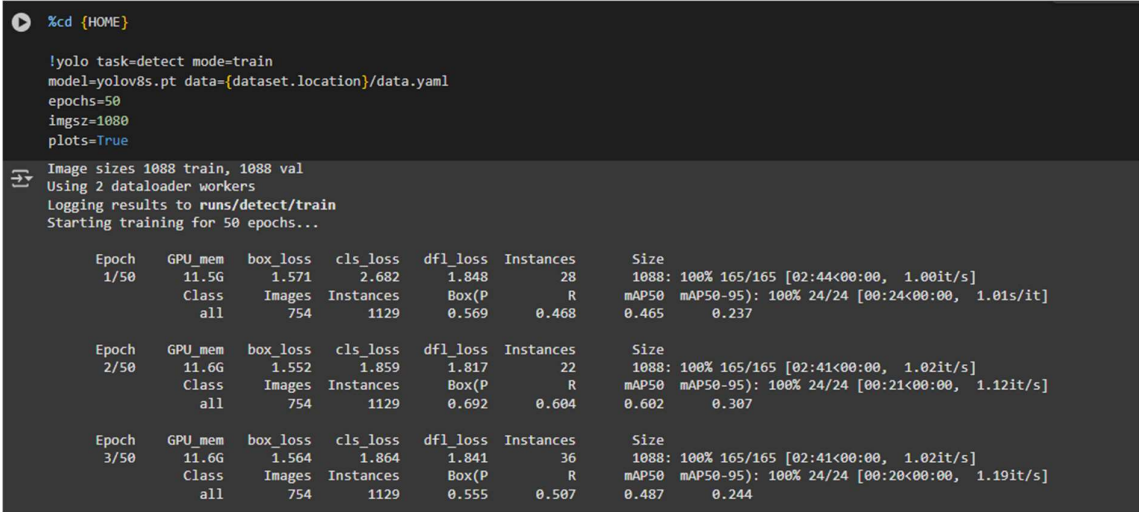 %cd {HOME}
!yolo task=detect mode=train
model=yolov8s.pt data={dataset.location}/data.yaml
epochs=50
imgsz=1080
plots=True
Image sizes 1088 train, 1088 val
Using 2 dataloader workers
Logging results to runs/detect/train
Starting training for 50 epochs...
Epoch GPU_mem box_loss cls_loss dfl_loss Instances Size
1/50 11.5G 1.571 2.682 1.848 28 1088: 100% 165/165 [02:44<00:00, 1.00it/s]
Class Images Instances Box(P R mAP50 mAP50-95): 100% 24/24 [00:24<00:00, 1.01s/it]
all 754 1129 0.569 0.468 0.465 0.237
Epoch GPU_mem box_loss cls_loss dfl_loss Instances Size
2/50 11.6G 1.552 1.859 1.817 22 1088: 100% 165/165 [02:41<00:00, 1.02it/s]
Class Images Instances Box(P R mAP50 mAP50-95): 100% 24/24 [00:21<00:00, 1.12it/s]
all 754 1129 0.692 0.604 0.602 0.307
Epoch GPU_mem box_loss cls_loss dfl_loss Instances Size
3/50 11.6G 1.564 1.864 1.841 36 1088: 100% 165/165 [02:41<00:00, 1.02it/s]
Class Images Instances Box(P R mAP50 mAP50-95): 100% 24/24 [00:20<00:00, 1.19it/s]
all 754 1129 0.555 0.507 0.487 0.244